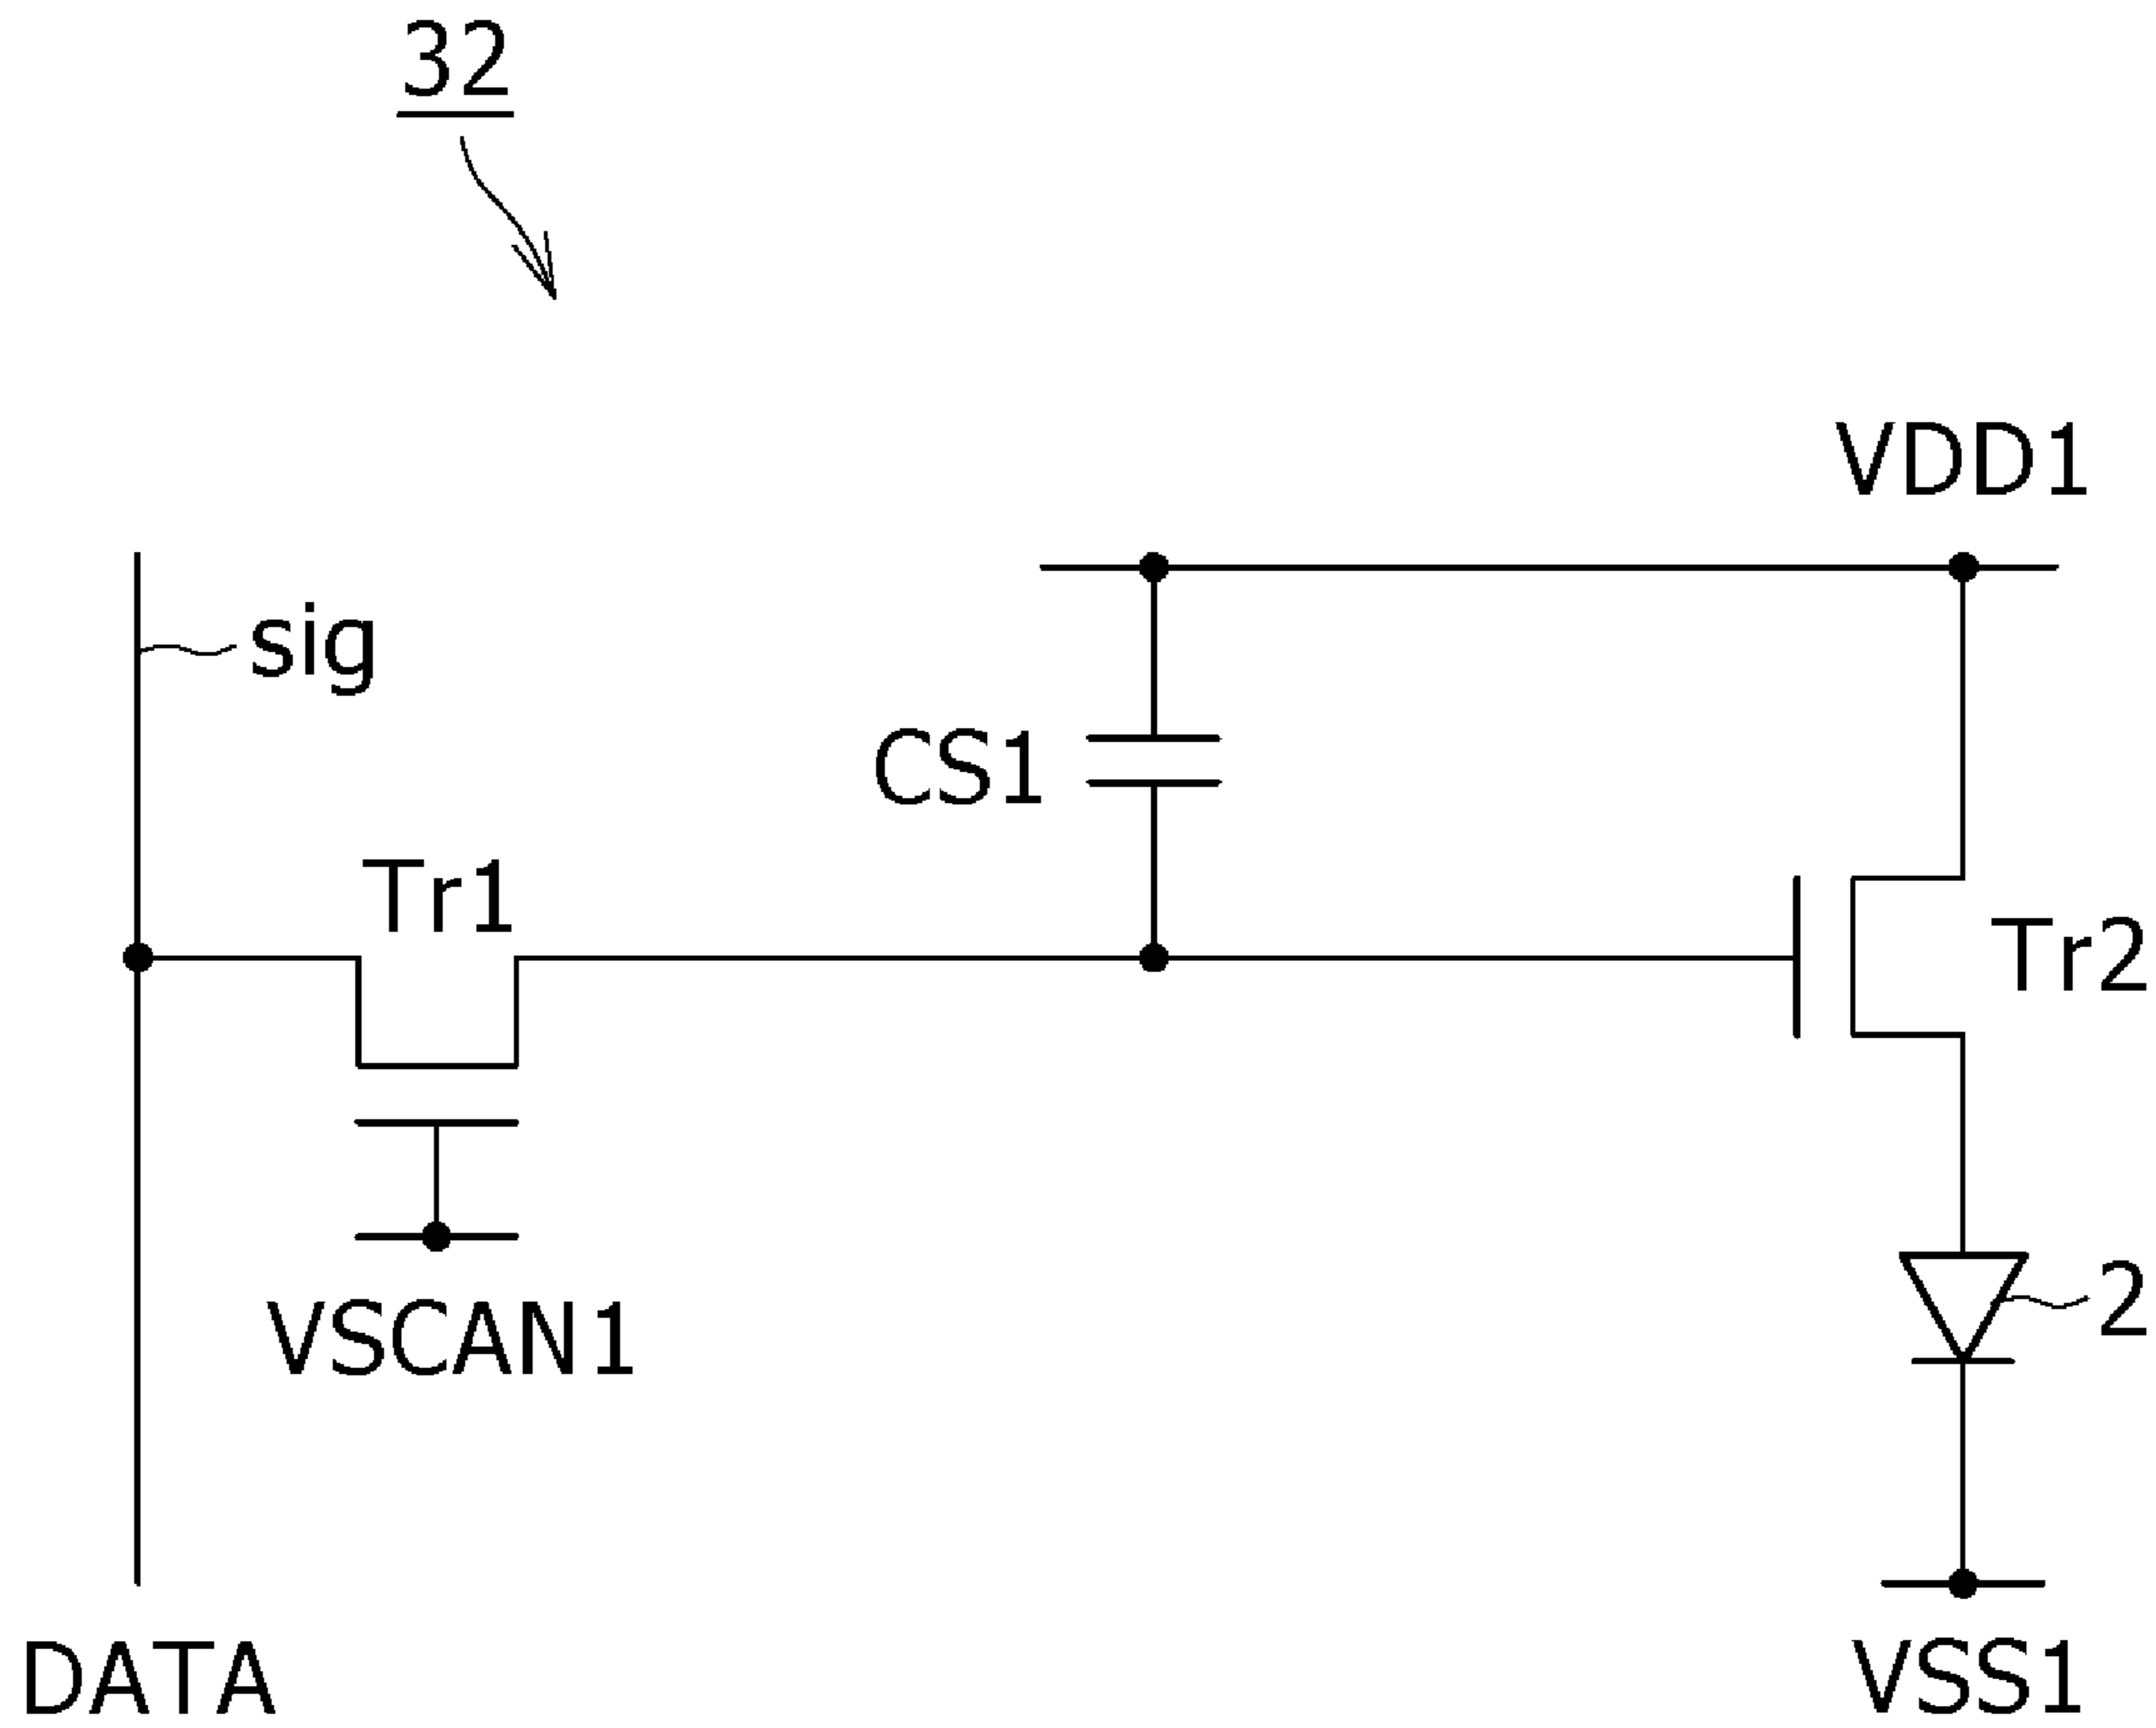 32
VDD1
sig
CS1
Tr1
Tr2
VSCAN1
2
DATA
VSS1